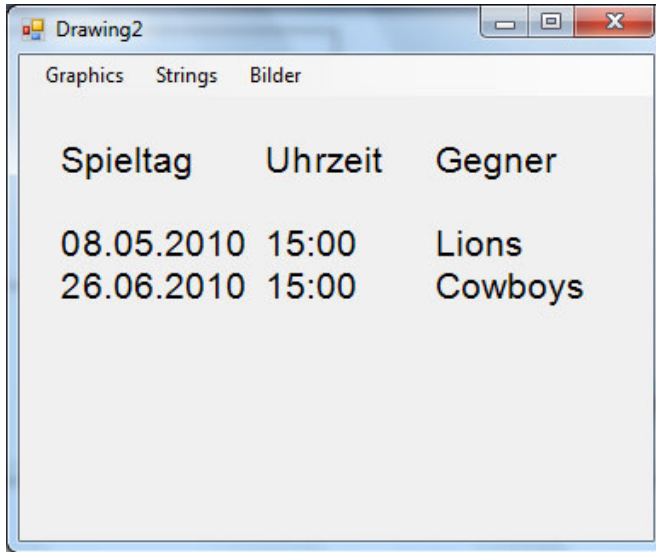 Drawing2
Graphics Strings Bilder
Spieltag Uhrzeit Gegner
08.05.2010 15:00 Lions
26.06.2010 15:00 Cowboys